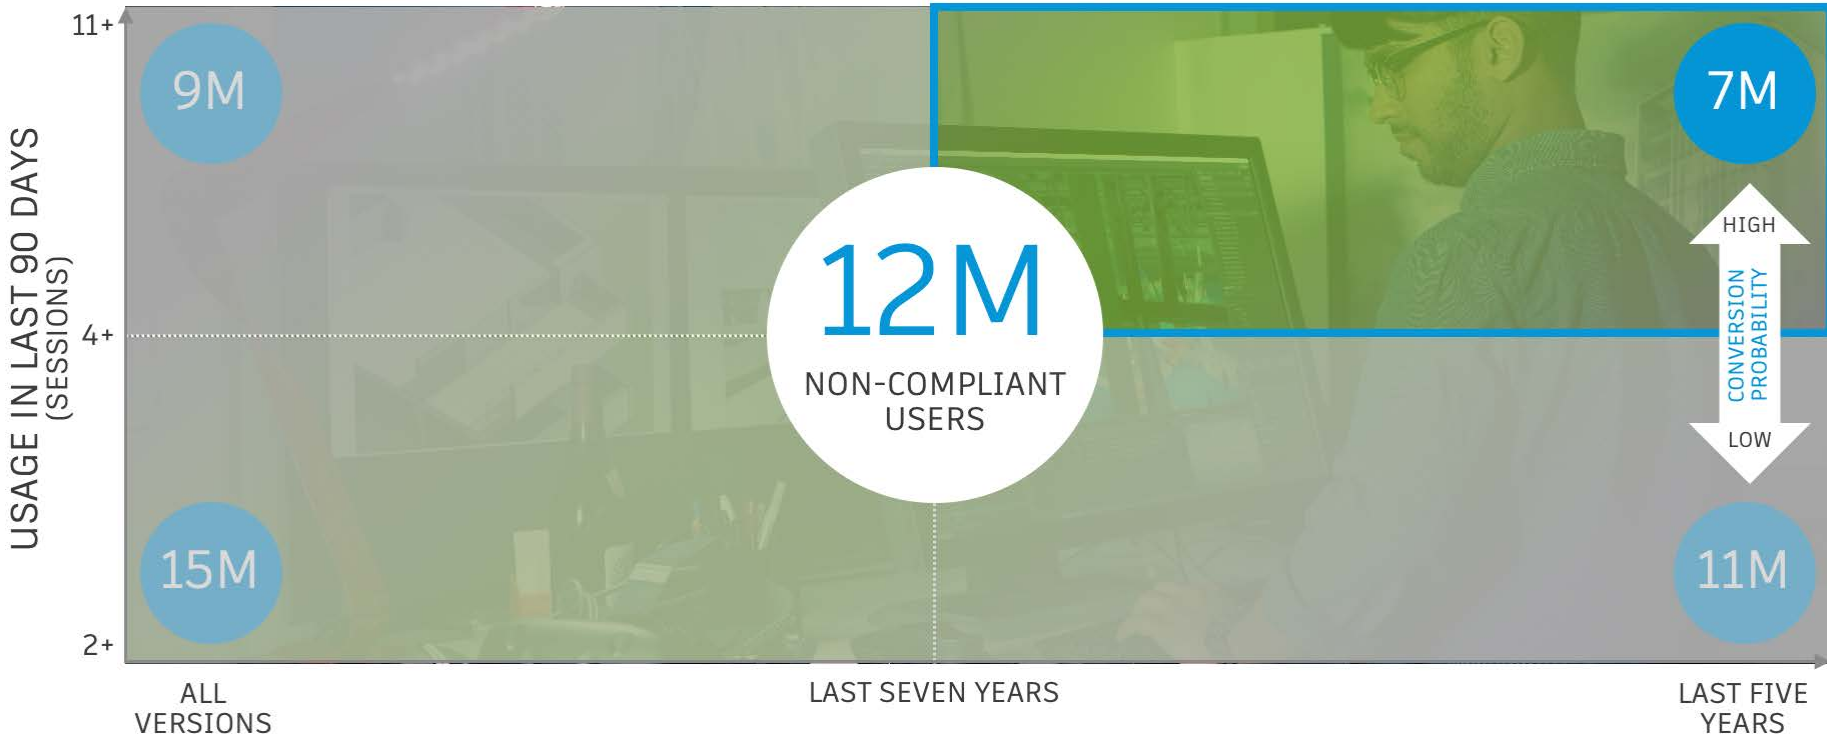 11+
9M
7M
USAGE IN LAST 90 DAYS
(SESSIONS)
HIGH
12M
CONVERSION
PROBABILITY
4+
NON-COMPLIANT
USERS
LOW
15M
11M
2+
ALL
VERSIONS
LAST SEVEN YEARS
LAST FIVE
YEARS